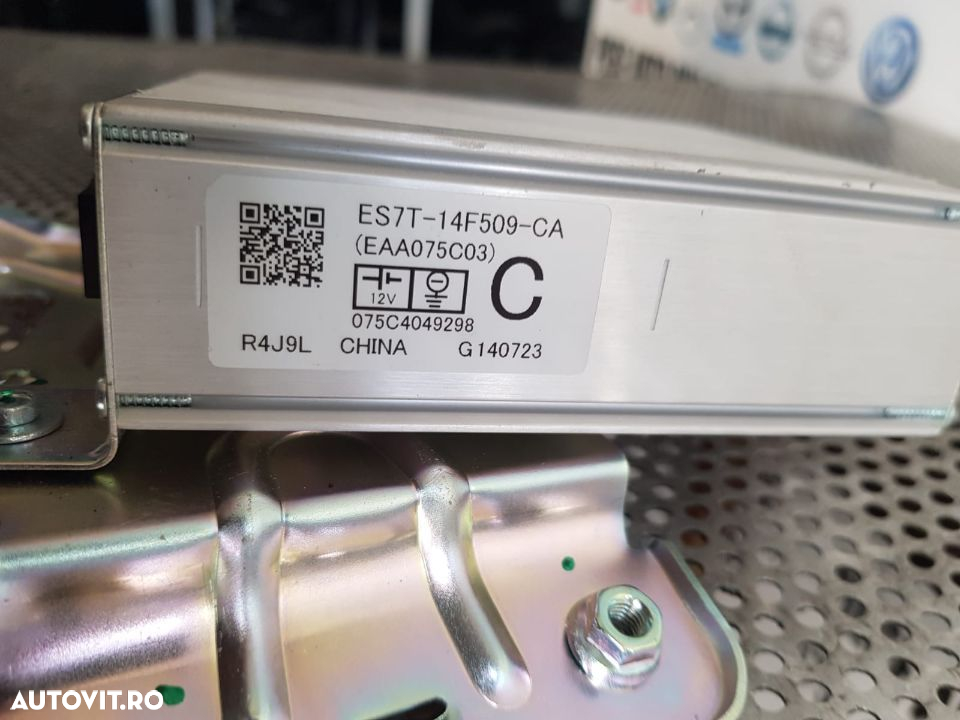 ES7T-14F509-CA
(EAA075C03)
12V
C
075C4049298
R4J9L CHINA G140723
AUTOVIT.RO